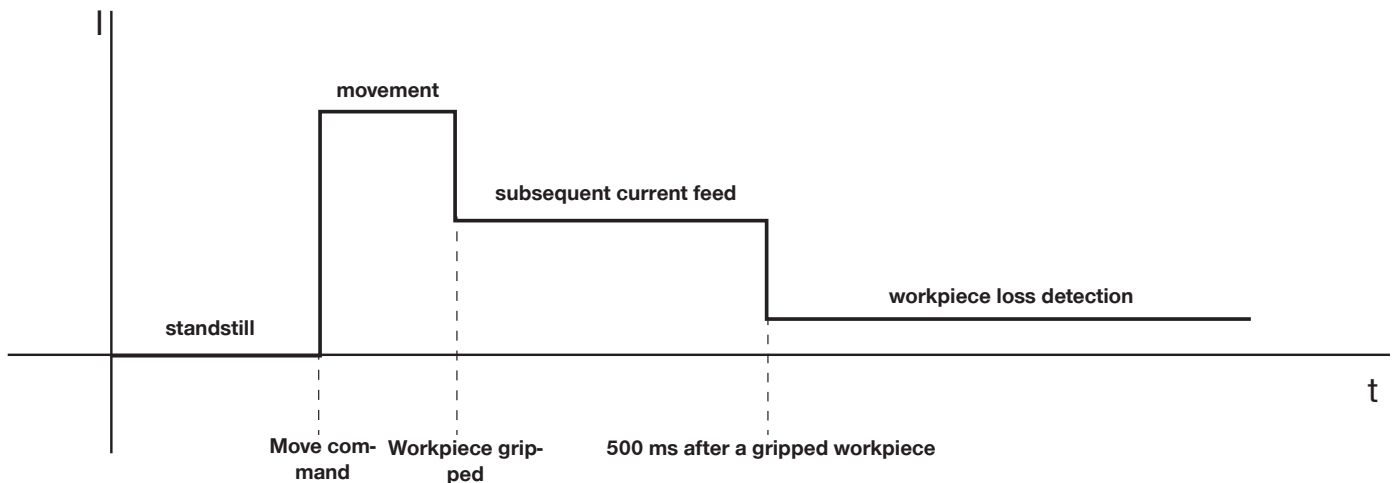 I
movement
subsequent current feed
workpiece loss detection
standstill
t
Move com-
mand
Workpiece grip-
ped
500 ms after a gripped workpiece